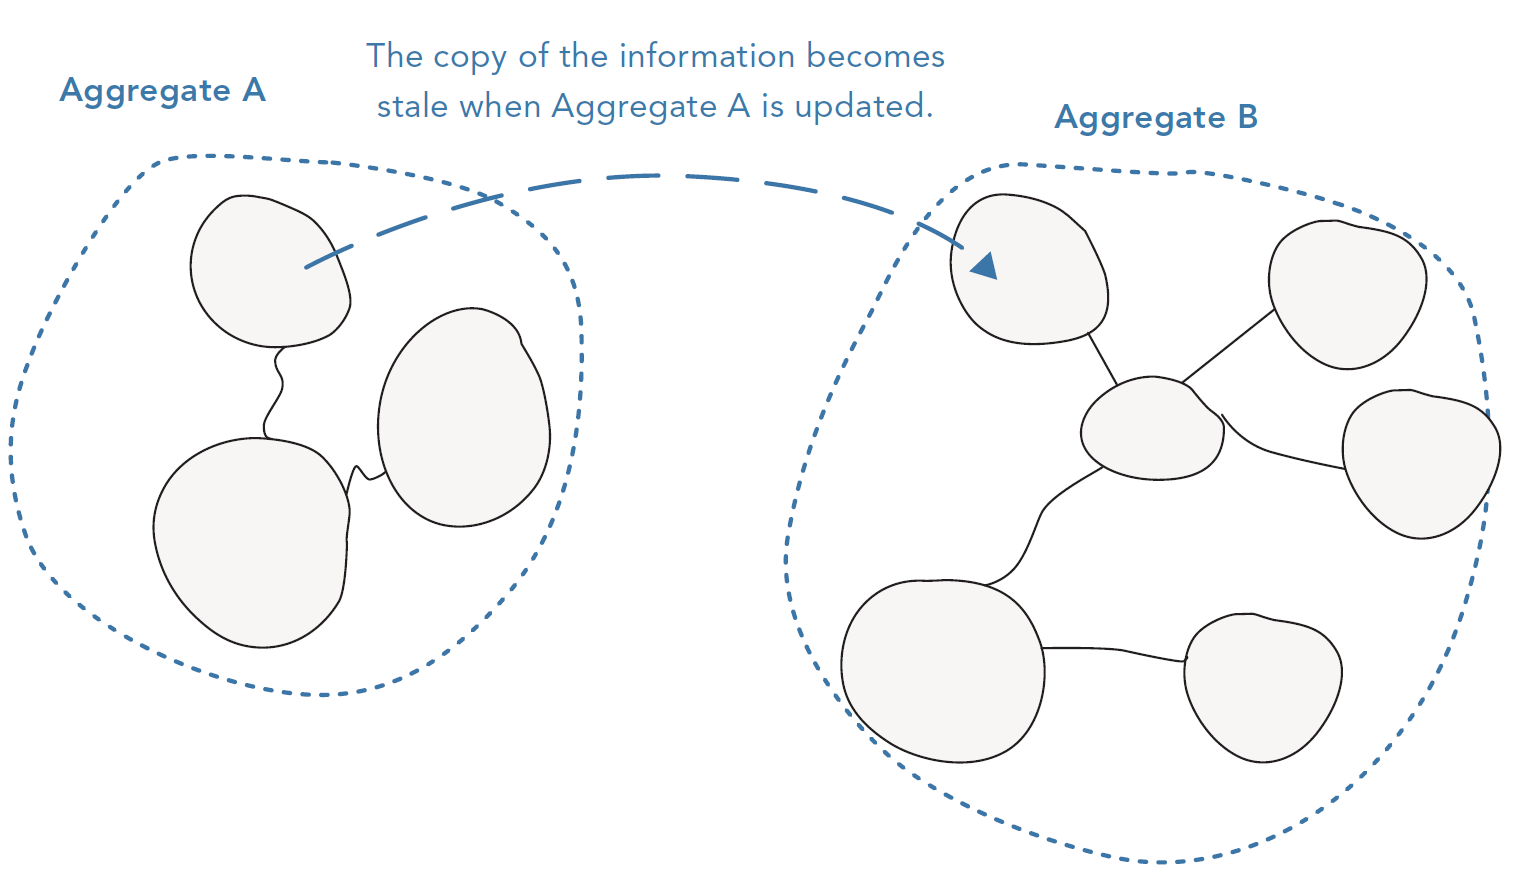 Aggregate A
The copy of the information becomes
stale when Aggregate A is updated.
Aggregate B